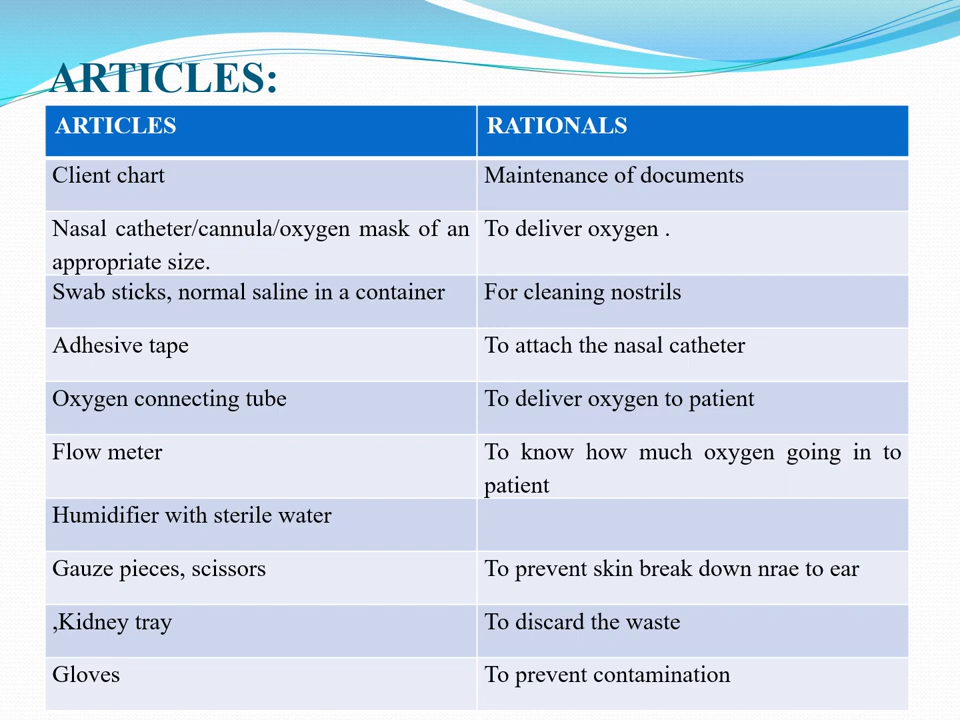 ARTICLES:
ARTICLES RATIONALS
Client chart Maintenance of documents
Nasal catheter/cannula/oxygen mask of an To deliver oxygen .
appropriate size.
Swab sticks, normal saline in a container For cleaning nostrils
Adhesive tape To attach the nasal catheter
Oxygen connecting tube To deliver oxygen to patient
Flow meter To know how much oxygen going in to
patient
Humidifier with sterile water
Gauze pieces, scissors To prevent skin break down nrae to ear
,Kidney tray To discard the waste
Gloves To prevent contamination